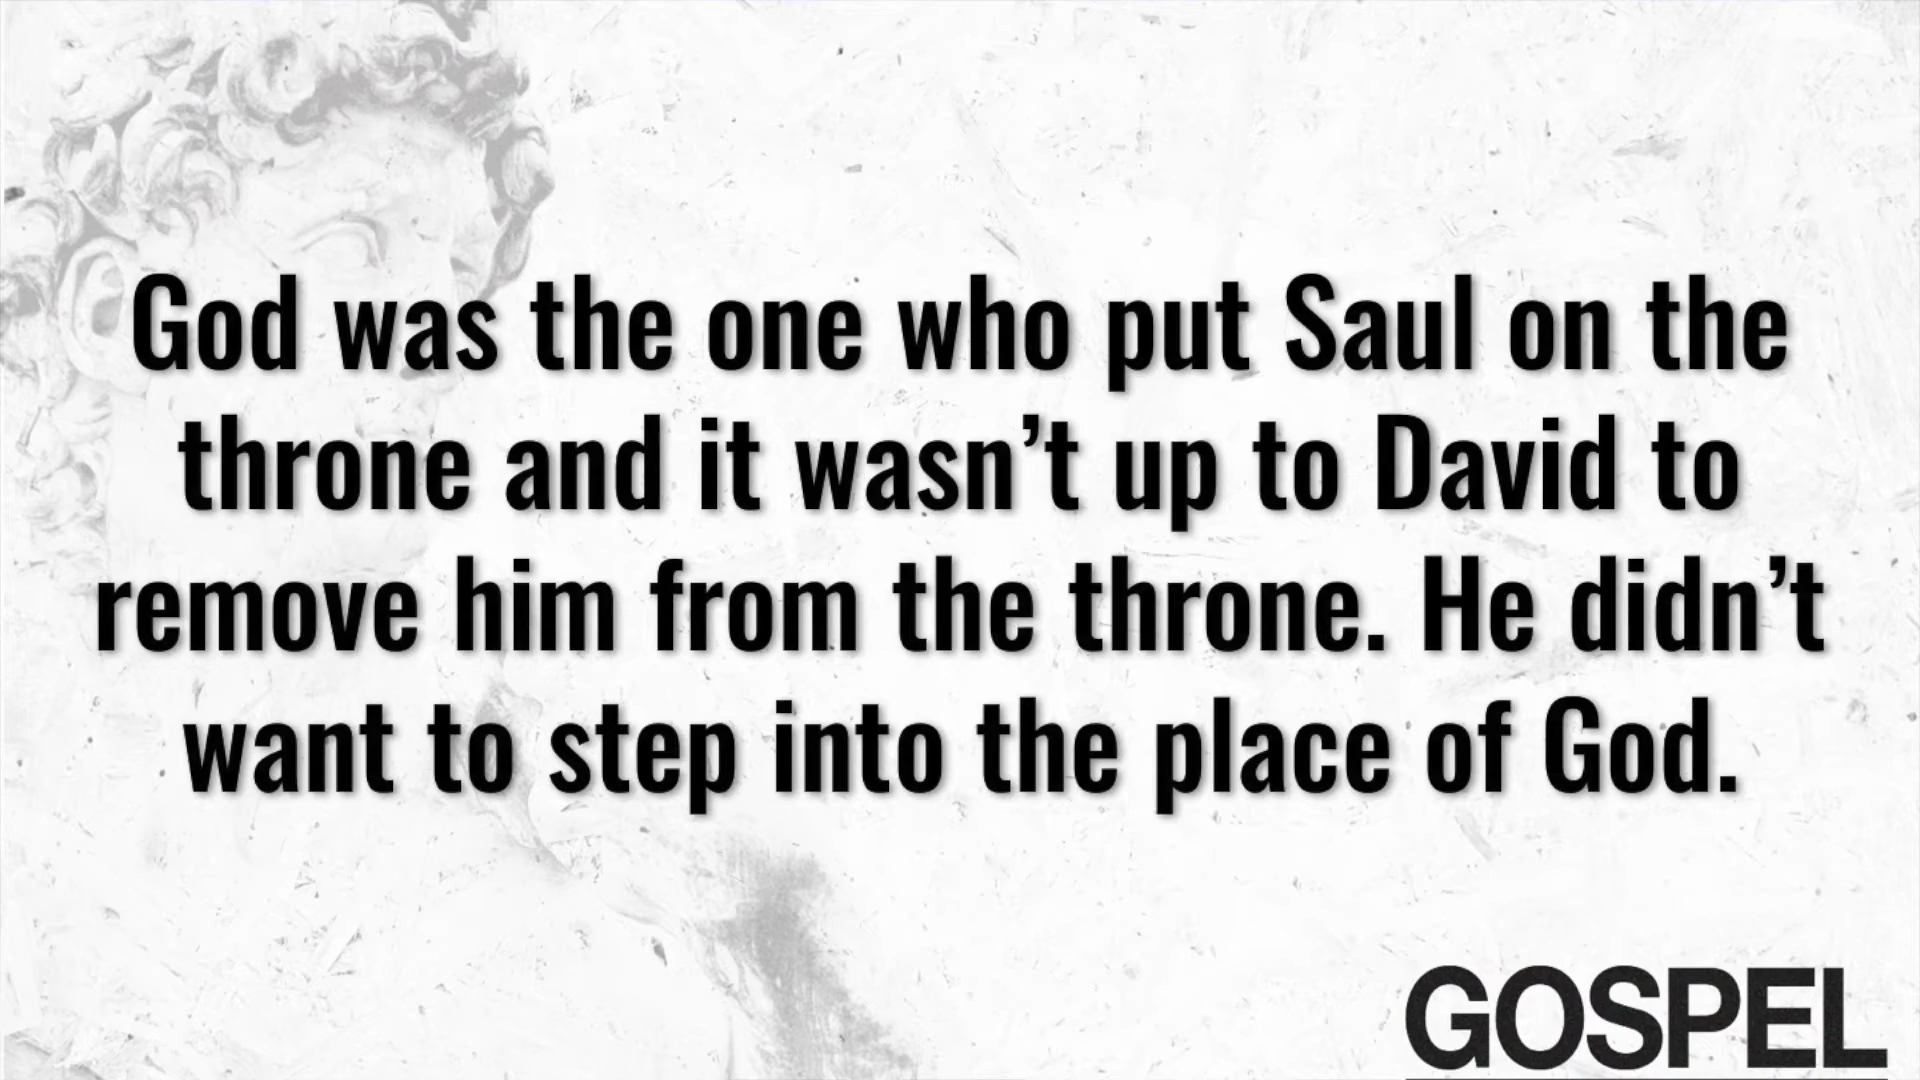 God was the one who put Saul on the
throne and it wasn’t up to David to
remove him from the throne. He didn’t
want to step into the place of God.
GOSPEL